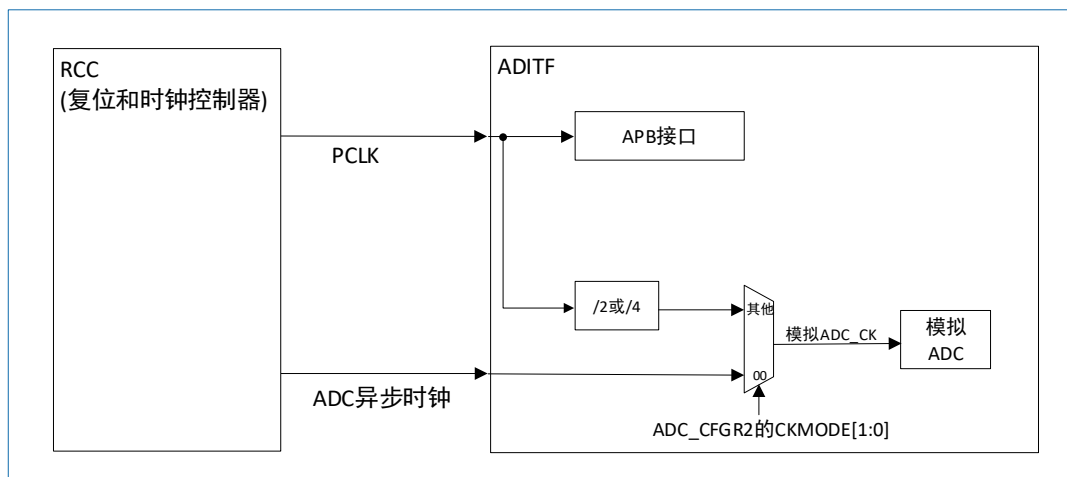 RCC
(复位和时钟控制器)
ADITF
PCLK
APB接口
/2或/4
其他
模拟ADC_CK
模拟
ADC
00
ADC异步时钟
ADC_CFGR2的CKMODE[1:0]